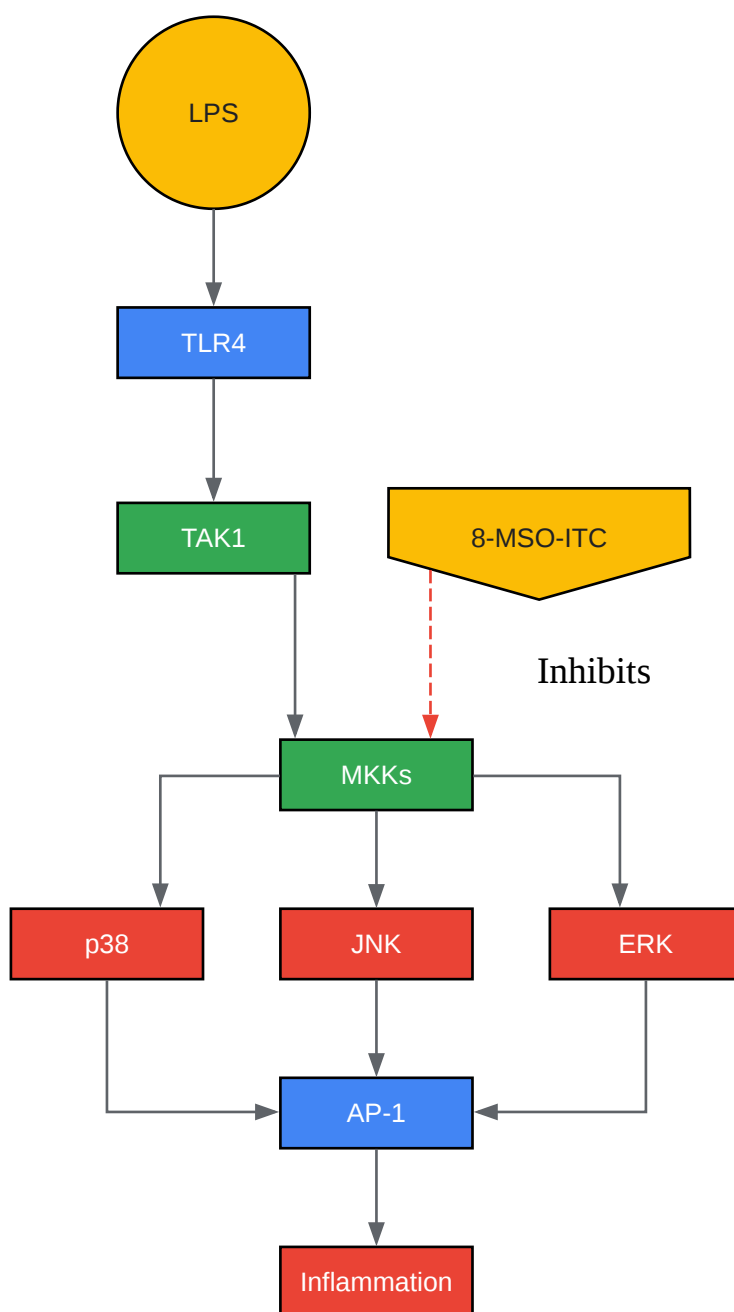 LPS
TLR4
TAK1
8-MSO-ITC
Inhibits
MKKs
p38
JNK
ERK
AP-1
Inflammation